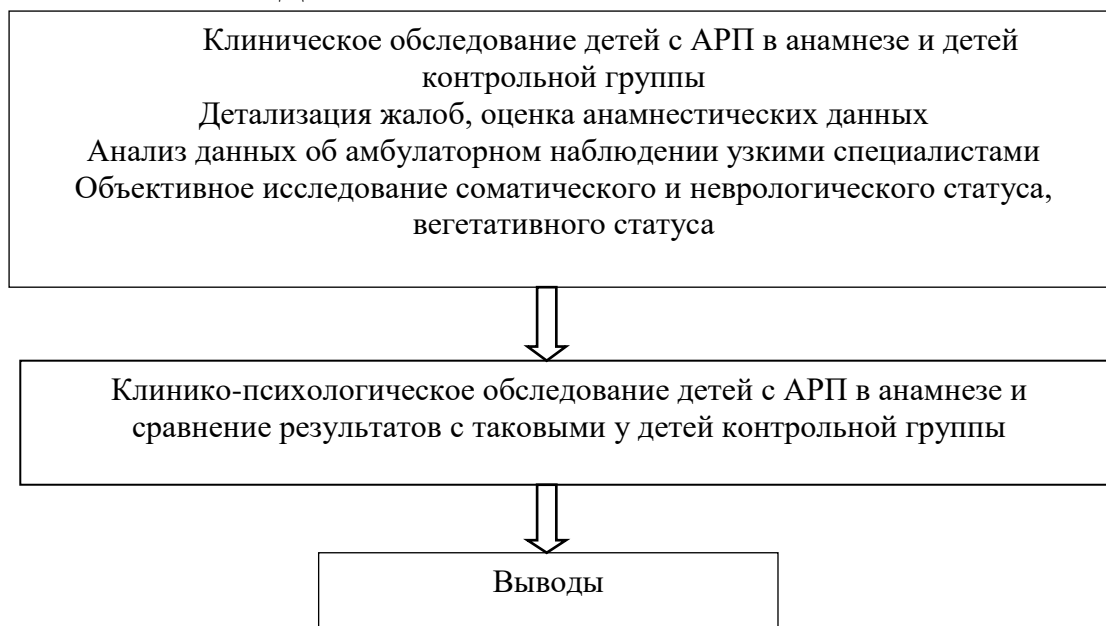 Клиническое обследование детей с АРП в анамнезе и детей
контрольной группы
Детализация жалоб, оценка анамнестических данных
Анализ данных об амбулаторном наблюдении узкими специалистами
Объективное исследование соматического и неврологического статуса,
вегетативного статуса
Клинико-психологическое обследование детей с АРП в анамнезе и
сравнение результатов с таковыми у детей контрольной группы
Выводы